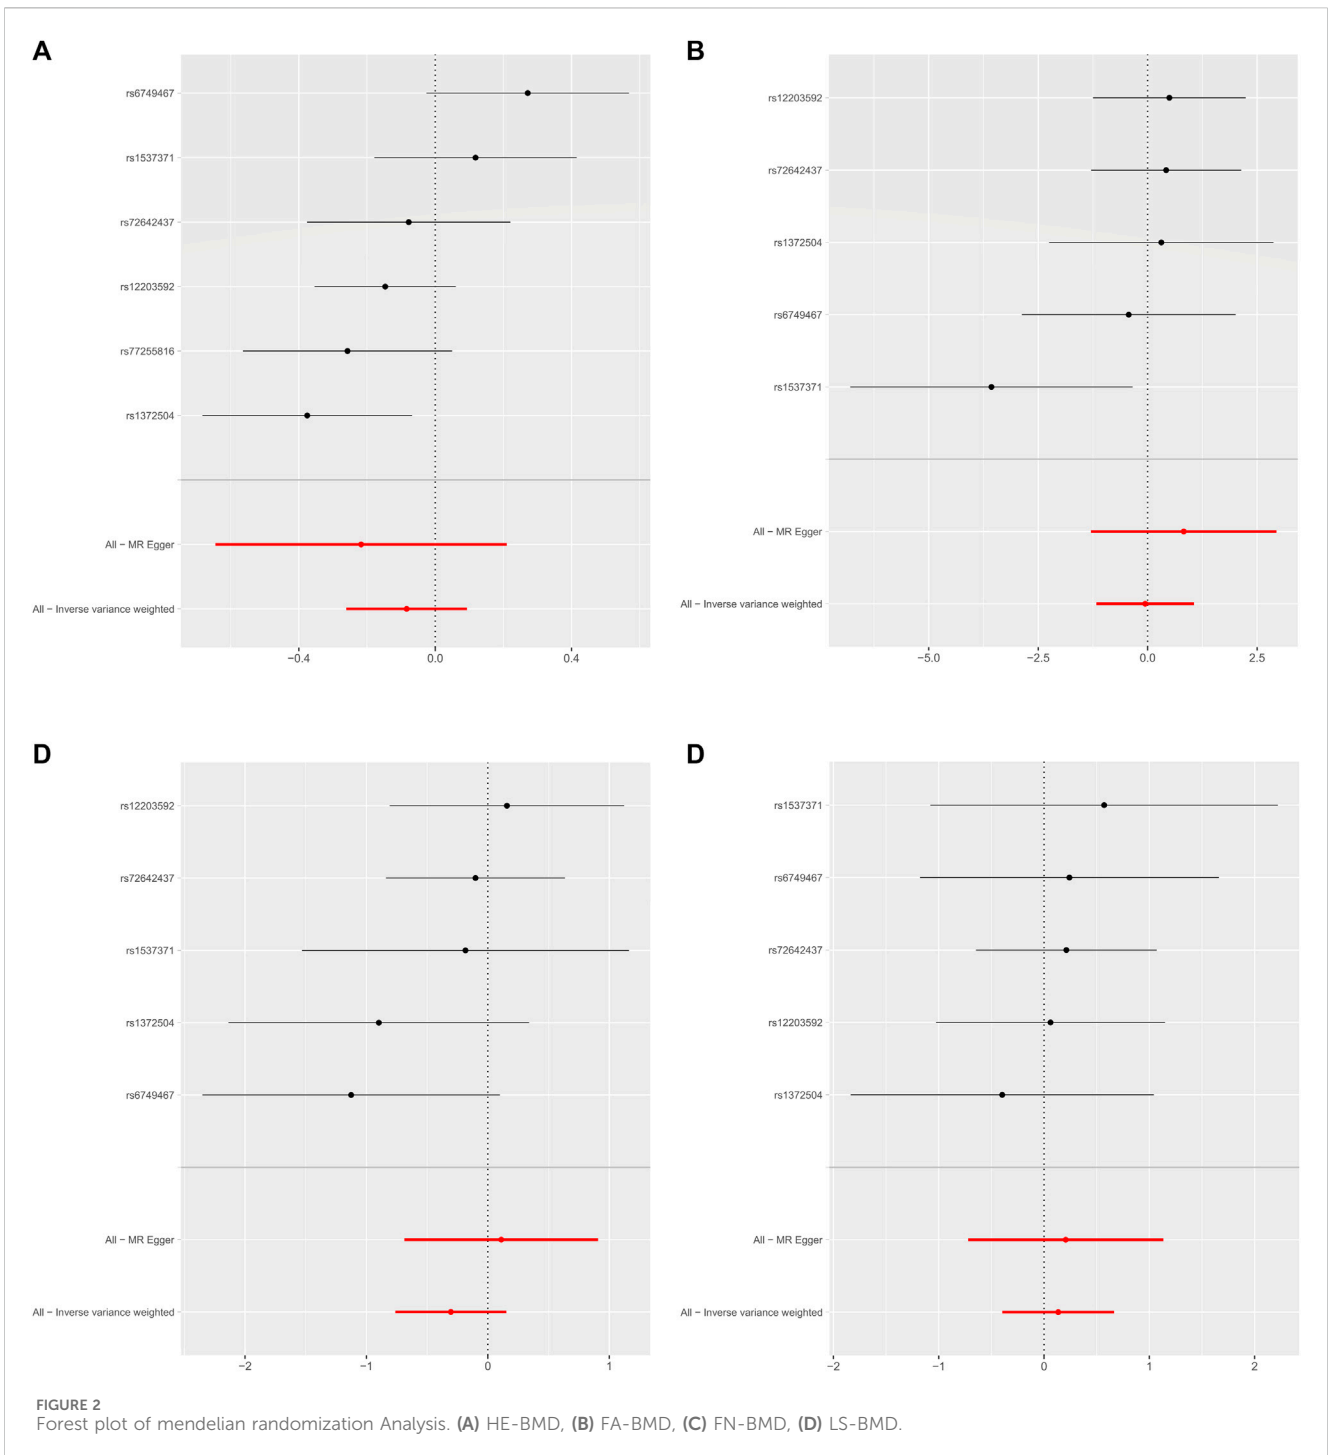 A
rs6749467
rs1537371
rs72642437
rs12203592
rs77255816
rs1372504
All − MR Egger
All − Inverse variance weighted
−0.4 0.0 0.4
B
rs12203592
rs72642437
rs1372504
rs6749467
rs1537371
All − MR Egger
All − Inverse variance weighted
−5.0 −2.5 0.0 2.5
D
rs12203592
rs72642437
rs1537371
rs1372504
rs6749467
All − MR Egger
All − Inverse variance weighted
−2 −1 0 1
D
rs1537371
rs6749467
rs72642437
rs12203592
rs1372504
All − MR Egger
All − Inverse variance weighted
−2 −1 0 1 2
FIGURE 2
Forest plot of mendelian randomization Analysis. (A) HE-BMD, (B) FA-BMD, (C) FN-BMD, (D) LS-BMD.